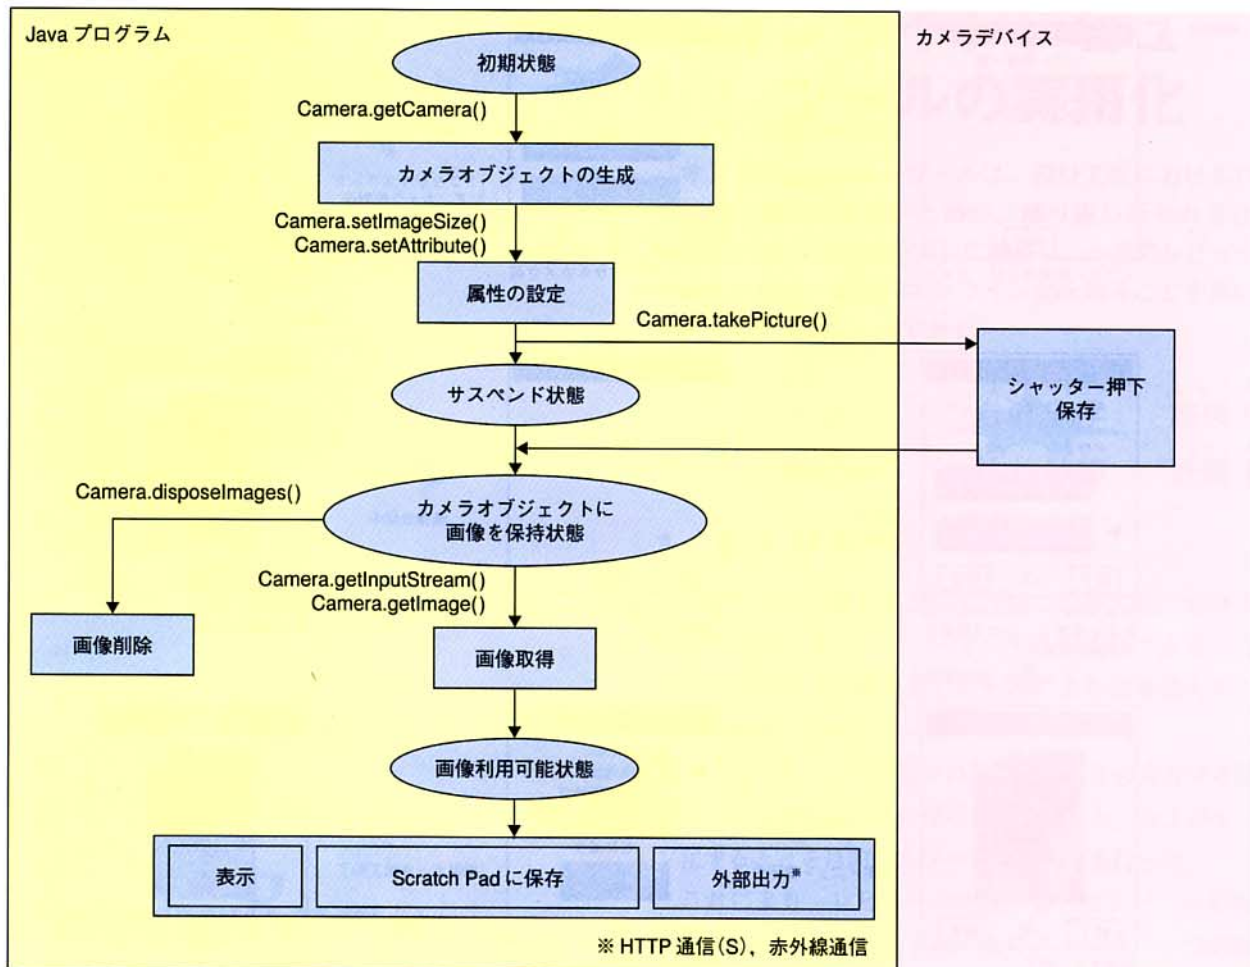 Java プログラム
カメラデバイス
初期状態
Camera.getCamera()
カメラオブジェクトの生成
Camera.setImageSize()
Camera.setAttribute()
属性の設定
Camera.takePicture()
サスペンド状態
シャッター押下
保存
Camera.disposeImages()
カメラオブジェクトに
画像を保持状態
Camera.getInputStream()
Camera.getImage()
画像削除
画像取得
画像利用可能状態
表示
Scratch Pad に保存
外部出力※
※ HTTP 通信(S)，赤外線通信